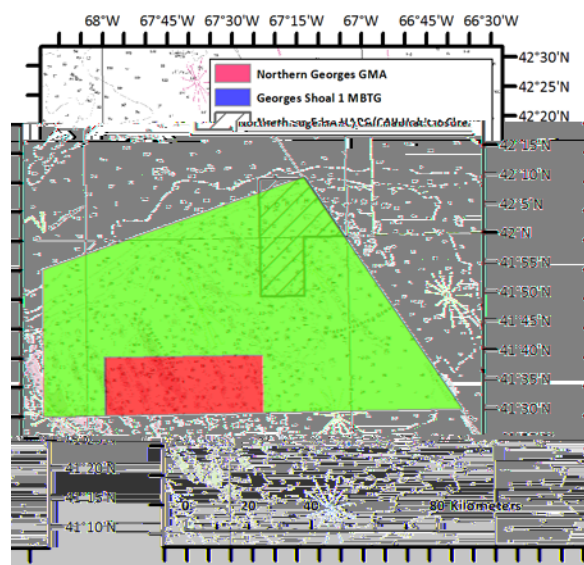 68°W 67°45'W 67°30'W 67°15'W 67°W 66°45'W 66°30'W
42°30'N
Northern Georges GMA
42°25'N
Georges Shoal 1 MBTG
42°20'N
42°15'N
42°10'N
42°5'N
42°N
41°55'N
41°50'N
41°45'N
41°40'N
41°35'N
41°30'N
41°20'N
41°15'N
0 20 40 80 Kilometers
41°10'N